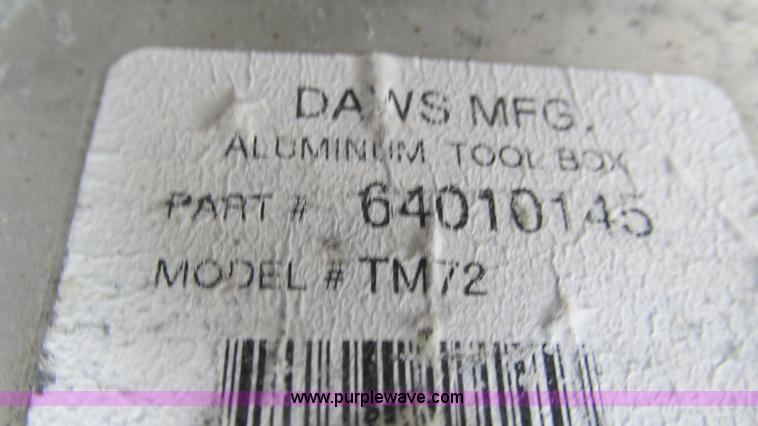 DAWS MFG.
ALUMINUM TOOL BOX
PART # 64010145
MODEL # TM72
www.purplewave.com